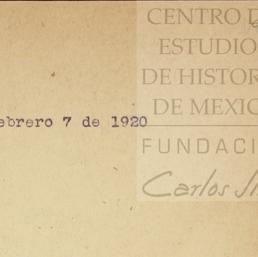 CENTRO D
ESTUDIO
DE HISTOR
DE MEXIC
ebrero 7 de 1920
FUNDACI
Carlos